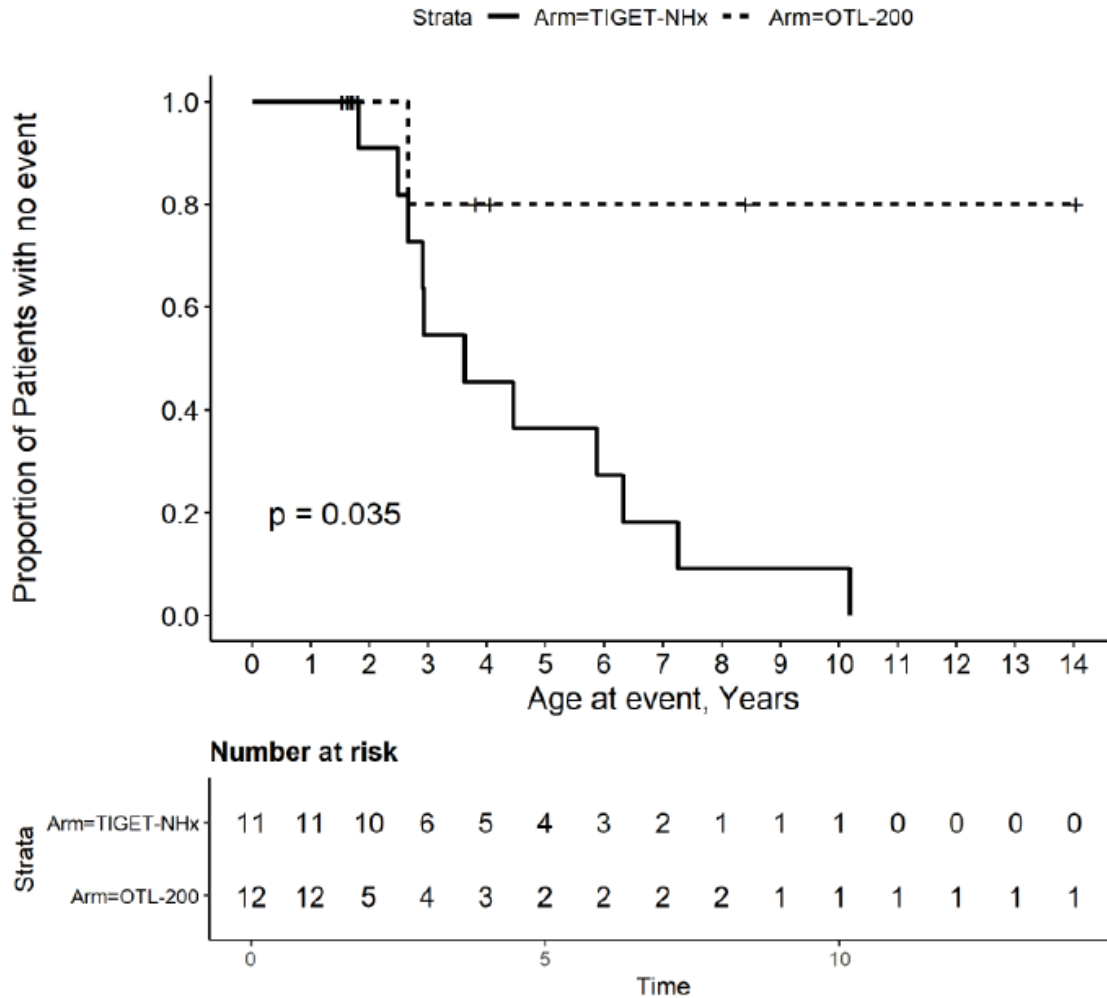 Strata Arm=TIGET-NHx Arm=OTL-200
Proportion of Patients with no event
1.0
0.8
0.6
0.4
0.2
0.0
p = 0.035
0 1 2 3 4 5 6 7 8 9 10 11 12 13 14
Age at event, Years
Number at risk
Strata
Arm=TIGET-NHx 11 11 10 6 5 4 3 2 1 1 1 0 0 0 0
Arm=OTL-200 12 12 5 4 3 2 2 2 2 1 1 1 1 1 1
0 5 10
Time